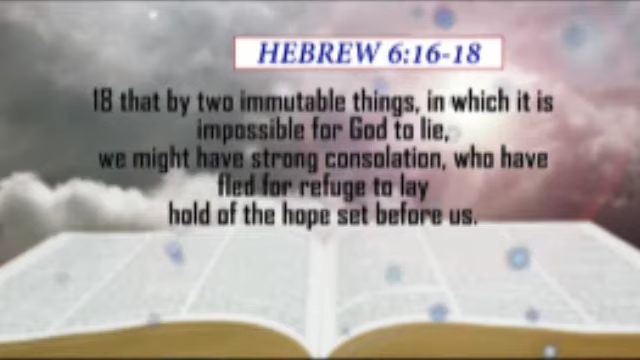 HEBREW 6:16-18
18 that by two immutable things, in which it is
impossible for God to lie,
we might have strong consolation, who have
fled for refuge to lay
hold of the hope set before us.